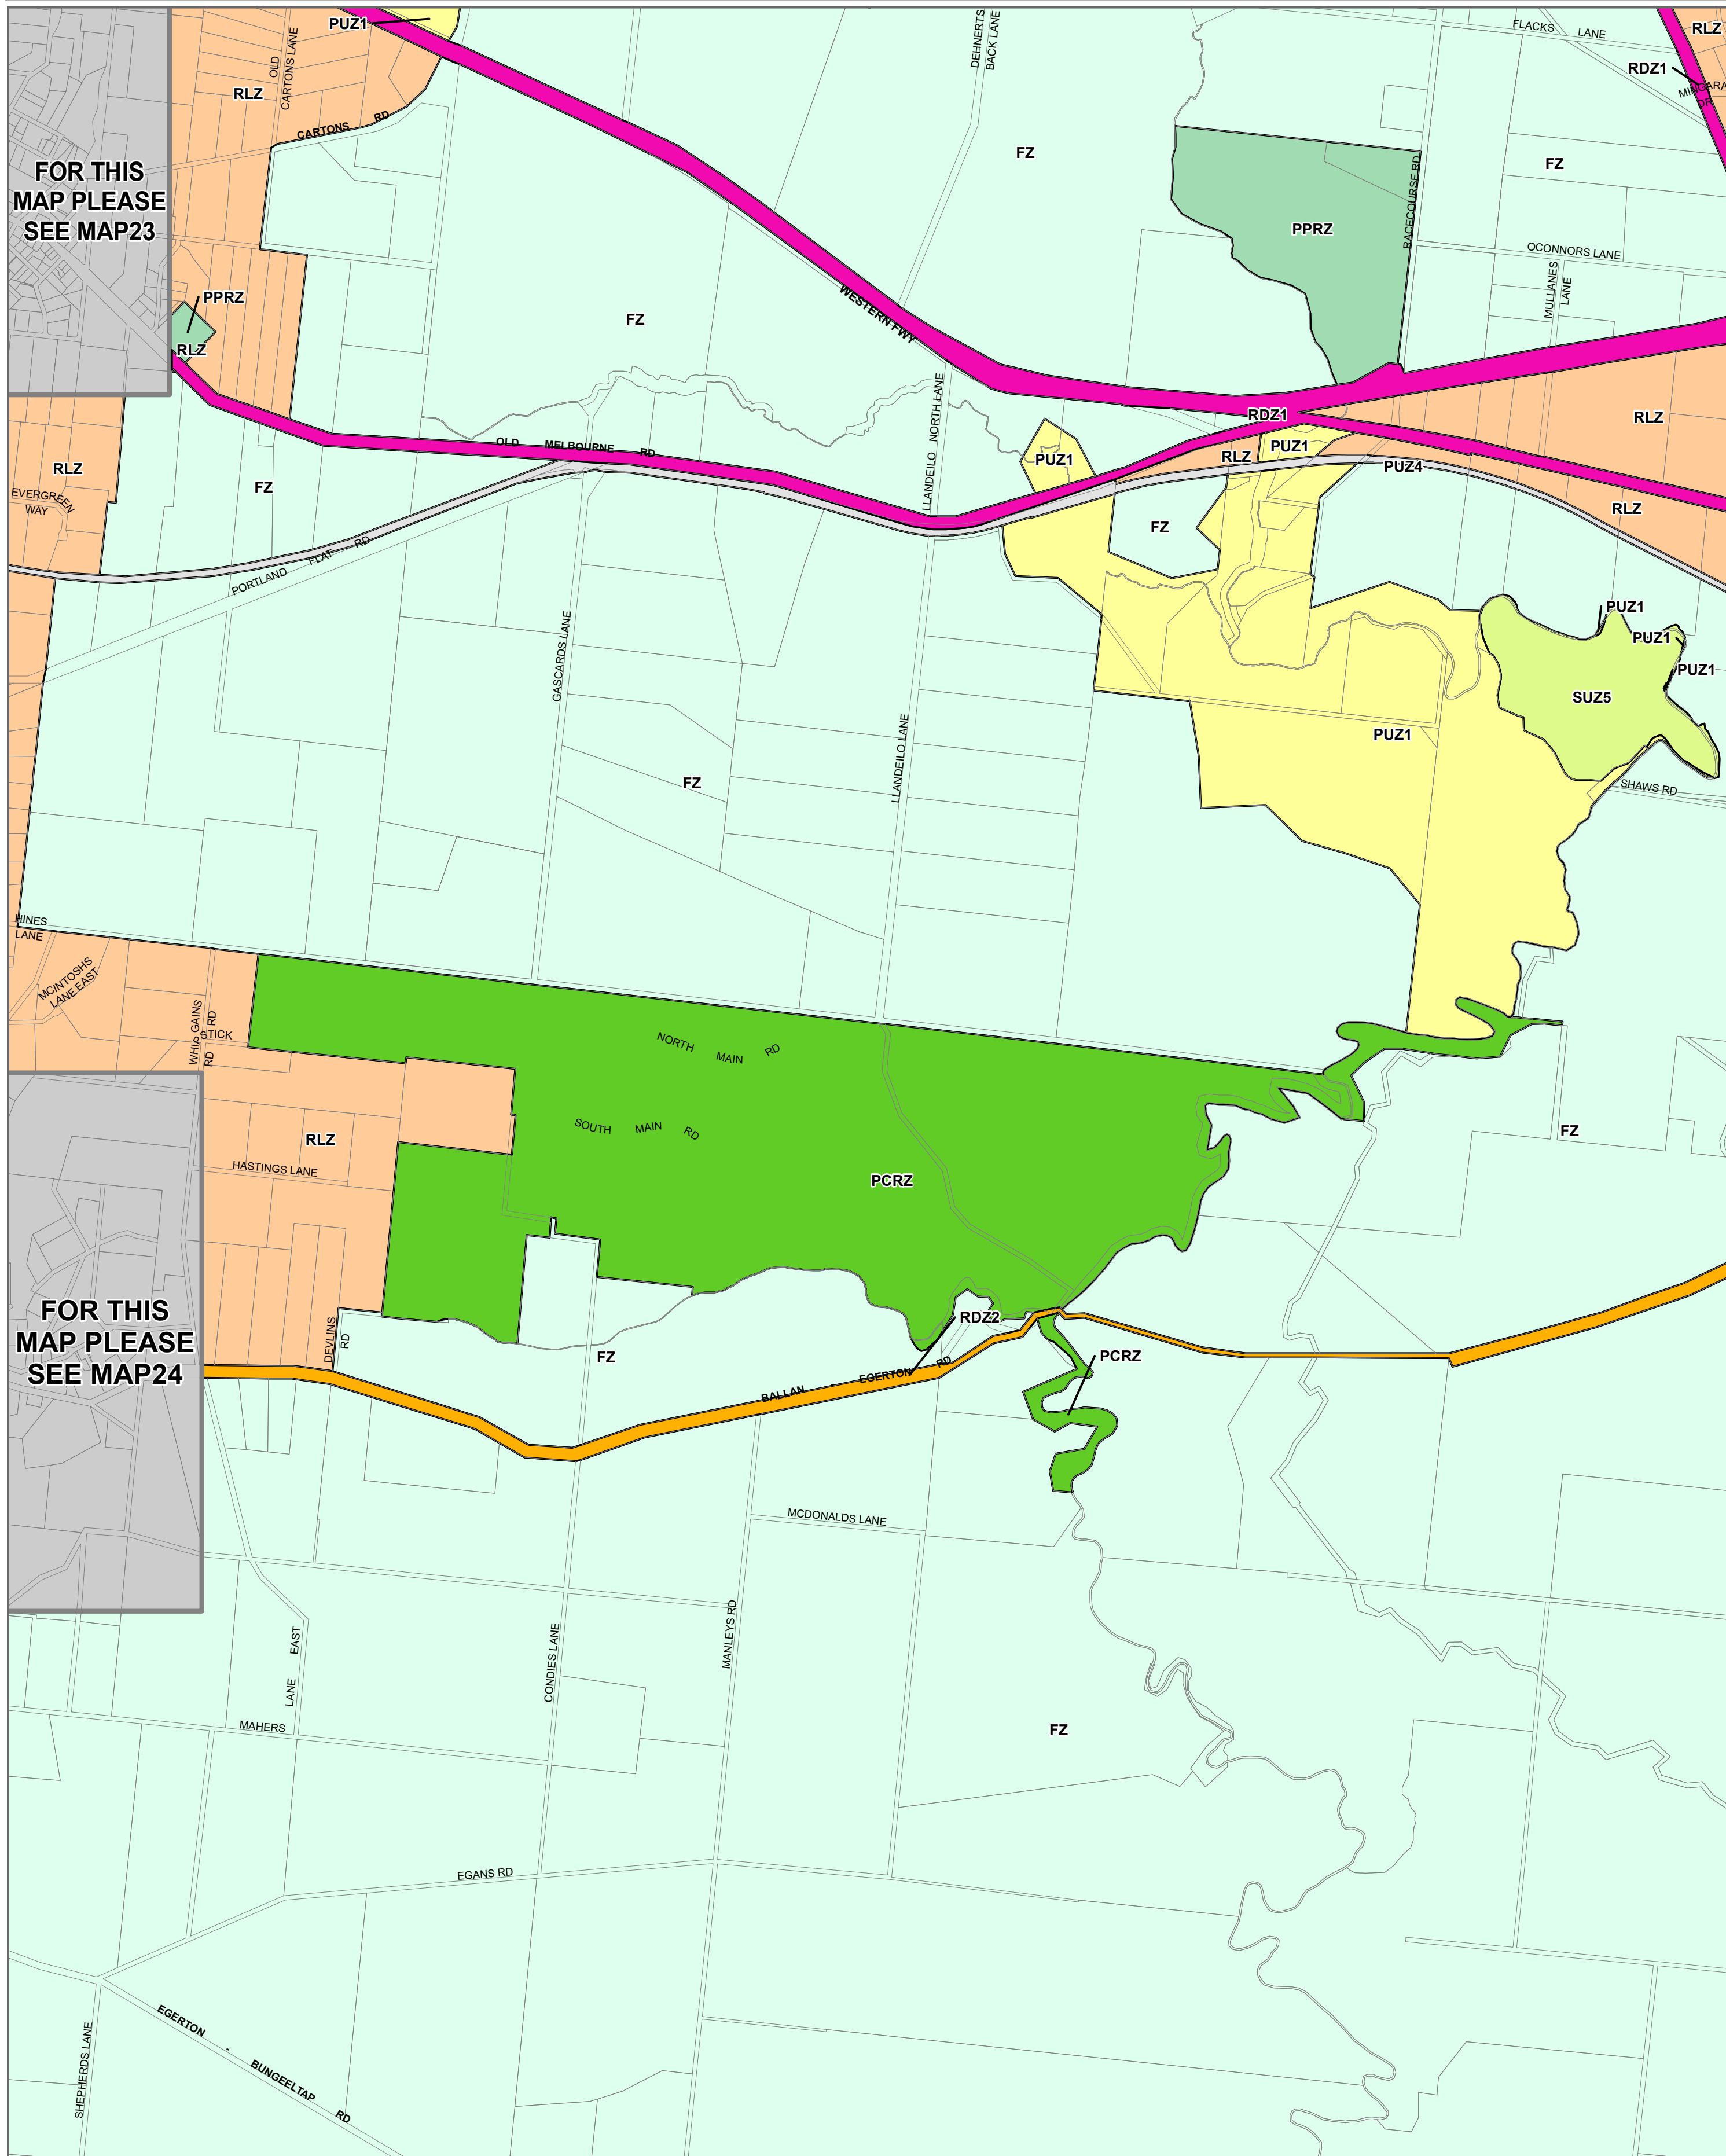 PUZ1
FLACKS LANE
RLZ
DEHNERTS
BACK LANE
OLD
CARTONS LANE
RDZ1
MINGARA
DR
RLZ
CARTONS RD
FZ
FZ
FOR THIS
MAP PLEASE
SEE MAP23
RACECOURSE RD
PPRZ
OCONNORS LANE
MULLANES
LANE
PPRZ
WESTERN FWY
FZ
RLZ
LLANDEILO NORTH LANE
RDZ1
RLZ
OLD MELBOURNE RD
PUZ1
RLZ
PUZ1
PUZ4
RLZ
FZ
EVERGREEN
WAY
RLZ
FZ
PORTLAND FLAT RD
PUZ1
PUZ1
PUZ1
GASCARDS LANE
SUZ5
LLANDEILO LANE
PUZ1
FZ
SHAWS RD
HINES
LANE
MCINTOSHS
LANE EAST
WHIP GAINS
RD
STICK
RD
NORTH MAIN RD
SOUTH MAIN RD
RLZ
FZ
HASTINGS LANE
PCRZ
FOR THIS
MAP PLEASE
SEE MAP24
DEVLINS
RD
RDZ2
FZ
PCRZ
BALLAN - EGERTON RD
MCDONALDS LANE
LANE EAST
CONDIES LANE
MANLEYS RD
MAHERS
FZ
EGANS RD
SHEPHERDS LANE
EGERTON - BUNGEELTAP RD